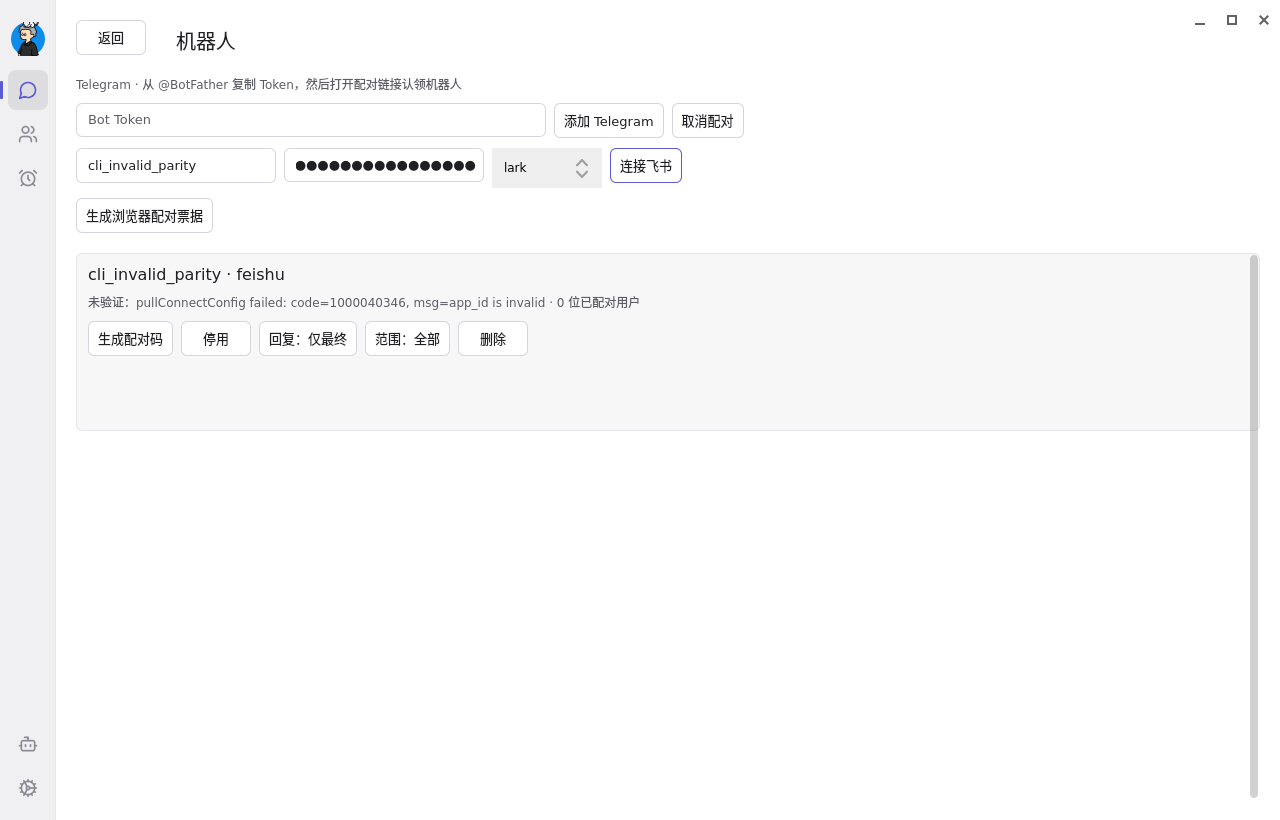 返回
机器人
Telegram · 从 @BotFather 复制 Token，然后打开配对链接认领机器人
Bot Token
添加 Telegram
取消配对
cli_invalid_parity
●●●●●●●●●●●●●●●●
lark
连接飞书
生成浏览器配对票据
cli_invalid_parity · feishu
未验证：pullConnectConfig failed: code=1000040346, msg=app_id is invalid · 0 位已配对用户
生成配对码
停用
回复：仅最终
范围：全部
删除